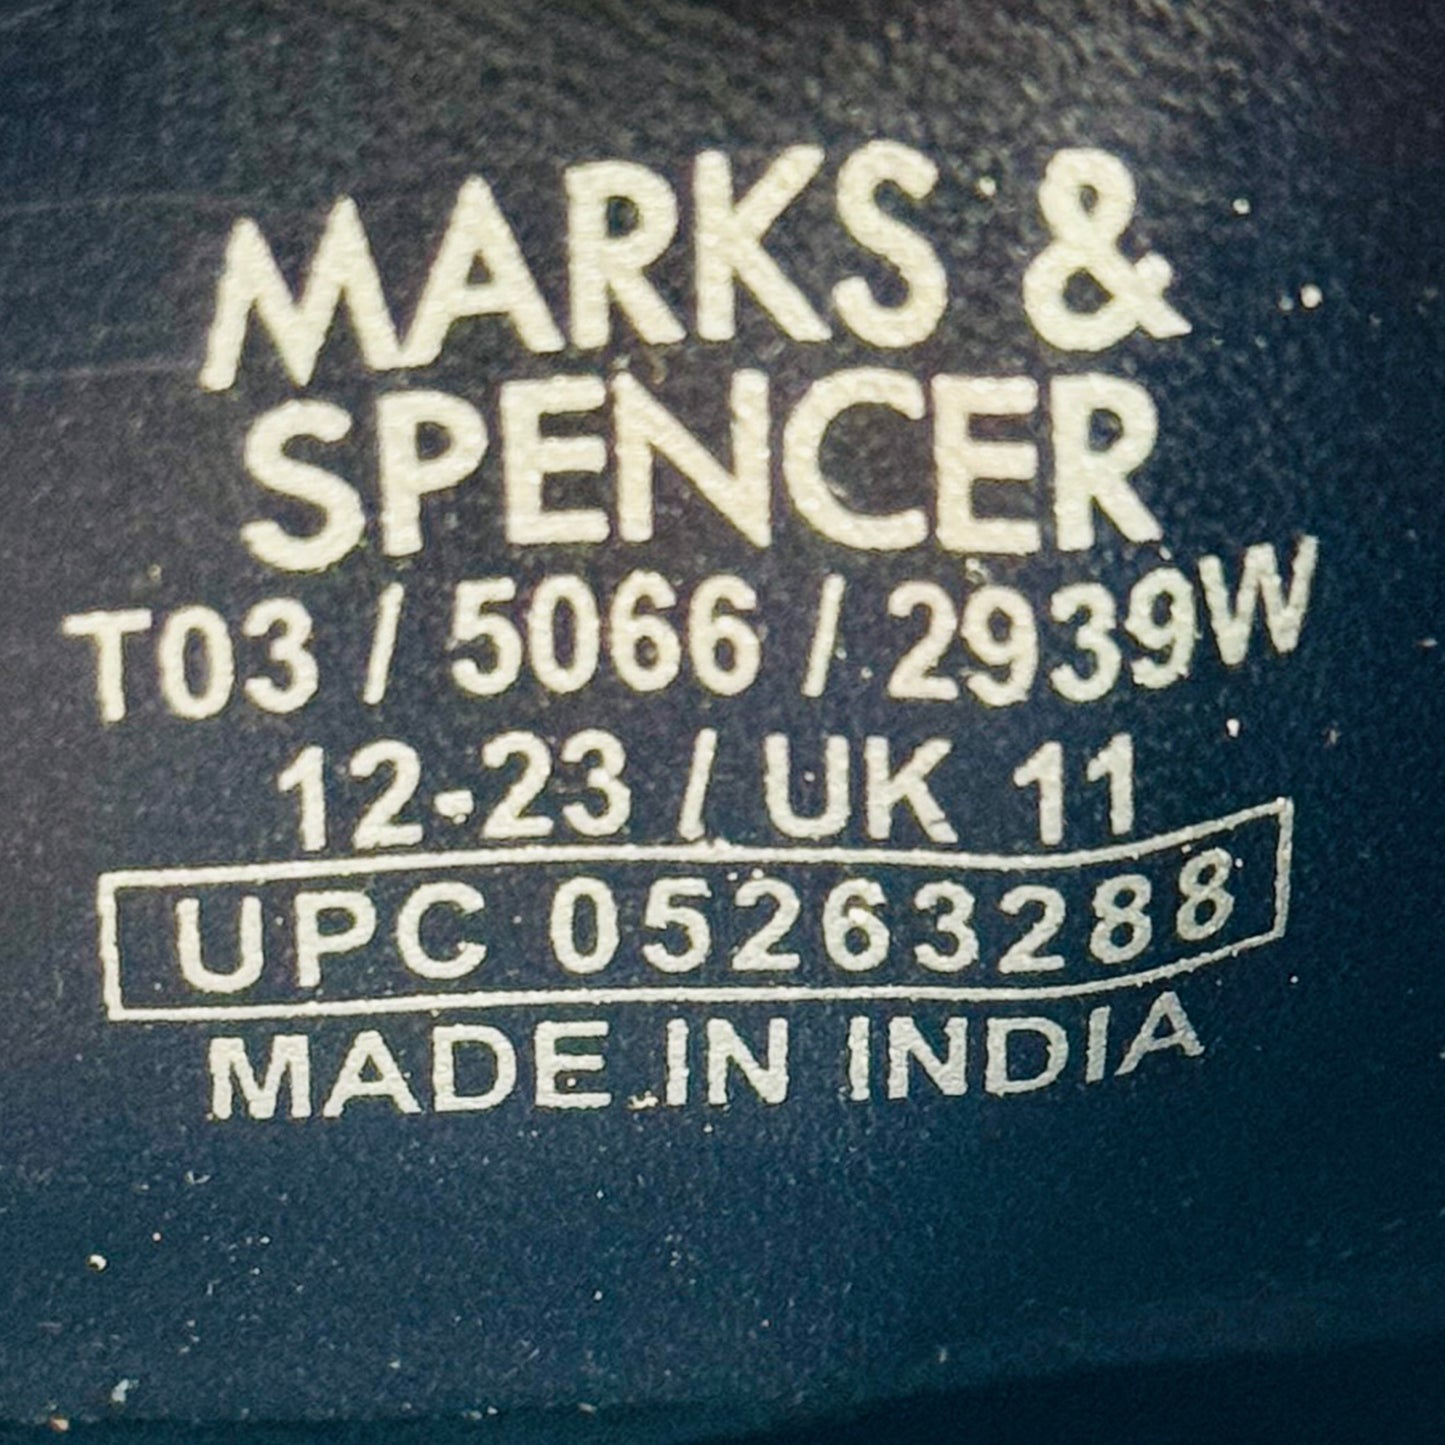 MARKS &
SPENCER
T03 / 5066 / 2939W
12-23 / UK 11
UPC 05263288
MADE IN INDIA